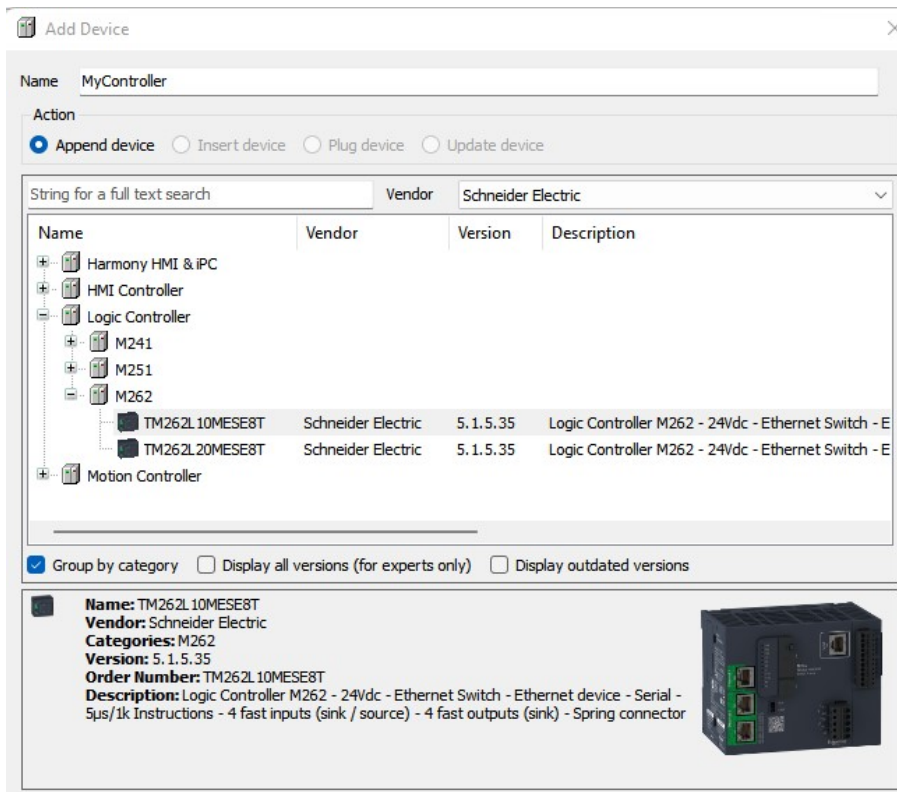 Add Device
Name MyController
Action
Append device Insert device Plug device Update device
String for a full text search Vendor Schneider Electric
Name Vendor Version Description
Harmony HMI & iPC
HMI Controller
Logic Controller
M241
M251
M262
TM262L10MESE8T Schneider Electric 5.1.5.35 Logic Controller M262 - 24Vdc - Ethernet Switch - E
TM262L20MESE8T Schneider Electric 5.1.5.35 Logic Controller M262 - 24Vdc - Ethernet Switch - E
Motion Controller
Group by category Display all versions (for experts only) Display outdated versions
Name: TM262L10MESE8T
Vendor: Schneider Electric
Categories: M262
Version: 5.1.5.35
Order Number: TM262L10MESE8T
Description: Logic Controller M262 - 24Vdc - Ethernet Switch - Ethernet device - Serial -
5µs/1k Instructions - 4 fast inputs (sink / source) - 4 fast outputs (sink) - Spring connector